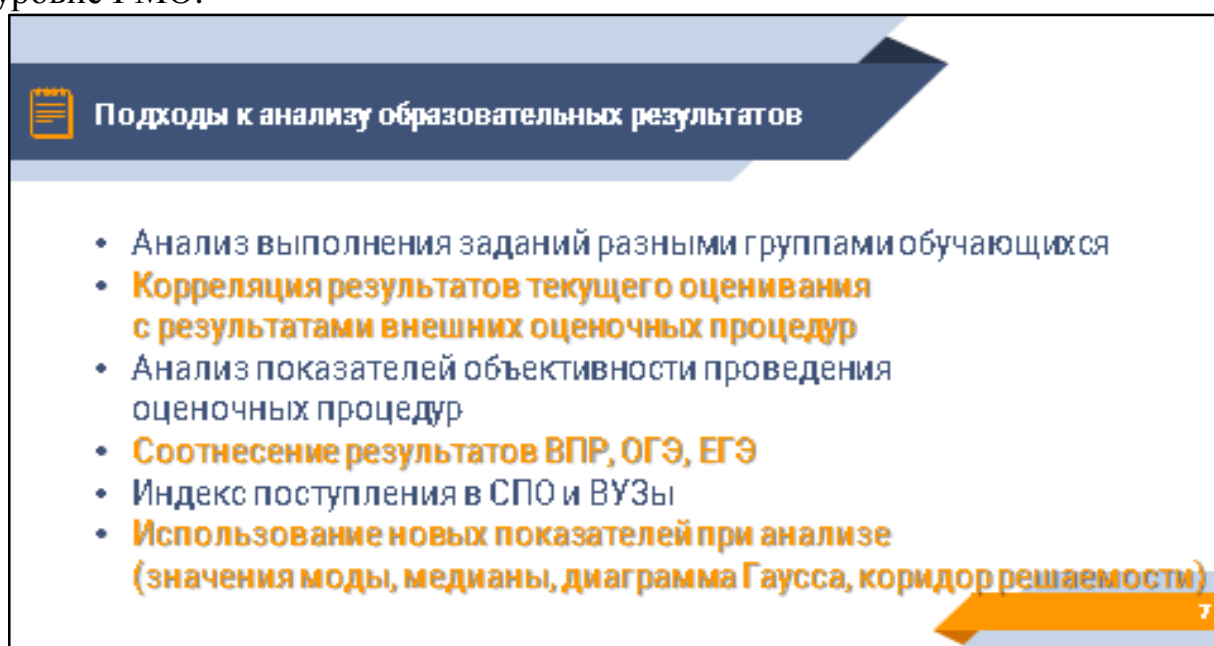 уровне РМО:
Подходы к анализу образовательных результатов
• Анализ выполнения заданий разными группами обучающихся
• Корреляция результатов текущего оценивания
с результатами внешних оценочных процедур
• Анализ показателей объективности проведения
оценочных процедур
• Соотнесение результатов ВПР, ОГЭ, ЕГЭ
• Индекс поступления в СПО и ВУЗы
• Использование новых показателей при анализе
(значения моды, медианы, диаграмма Гаусса, коридор решаемости)
7